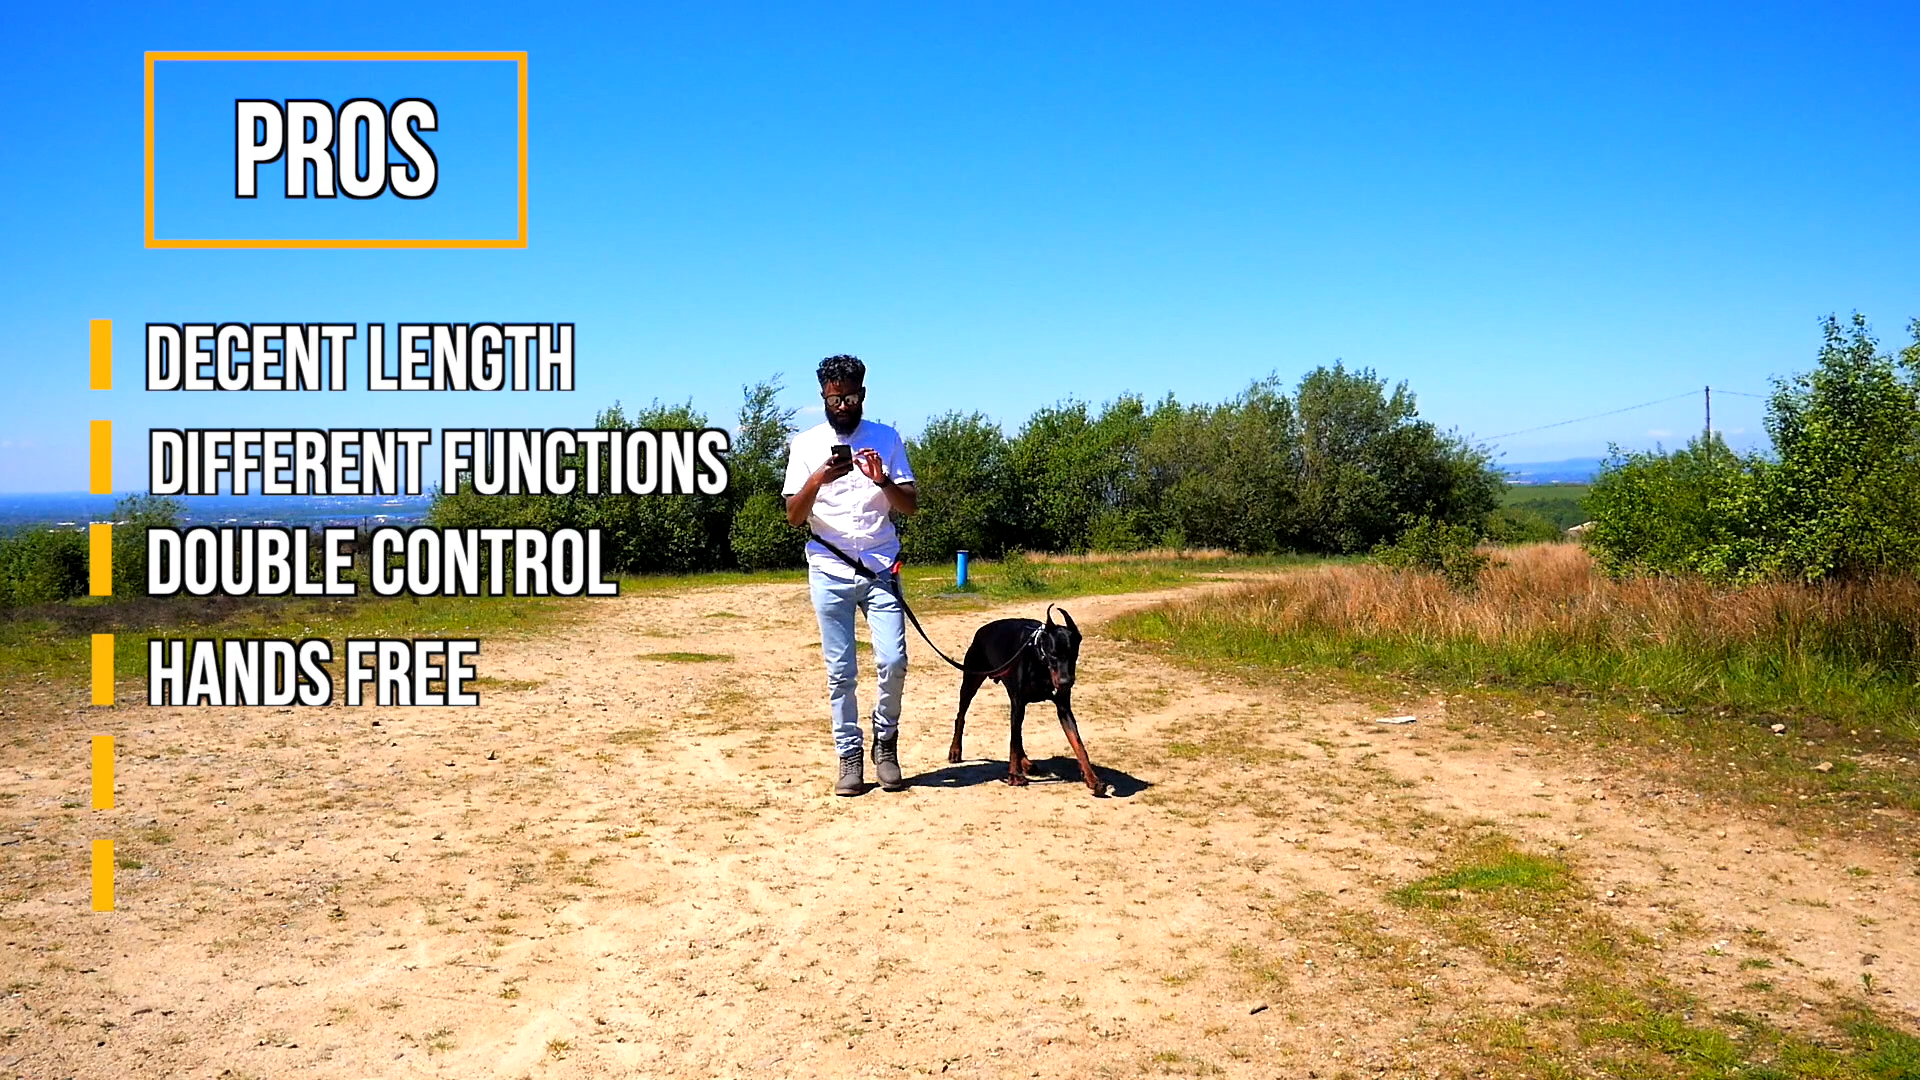 PROS
DECENT LENGTH
DIFFERENT FUNCTIONS
DOUBLE CONTROL
HANDS FREE